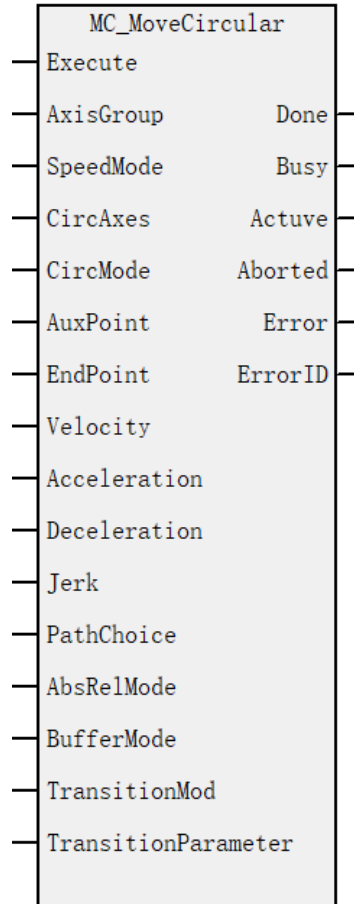 MC_MoveCircular
Execute
AxisGroup Done
SpeedMode Busy
CircAxes Actuve
CircMode Aborted
AuxPoint Error
EndPoint ErrorID
Velocity
Acceleration
Deceleration
Jerk
PathChoice
AbsRelMode
BufferMode
TransitionMod
TransitionParameter